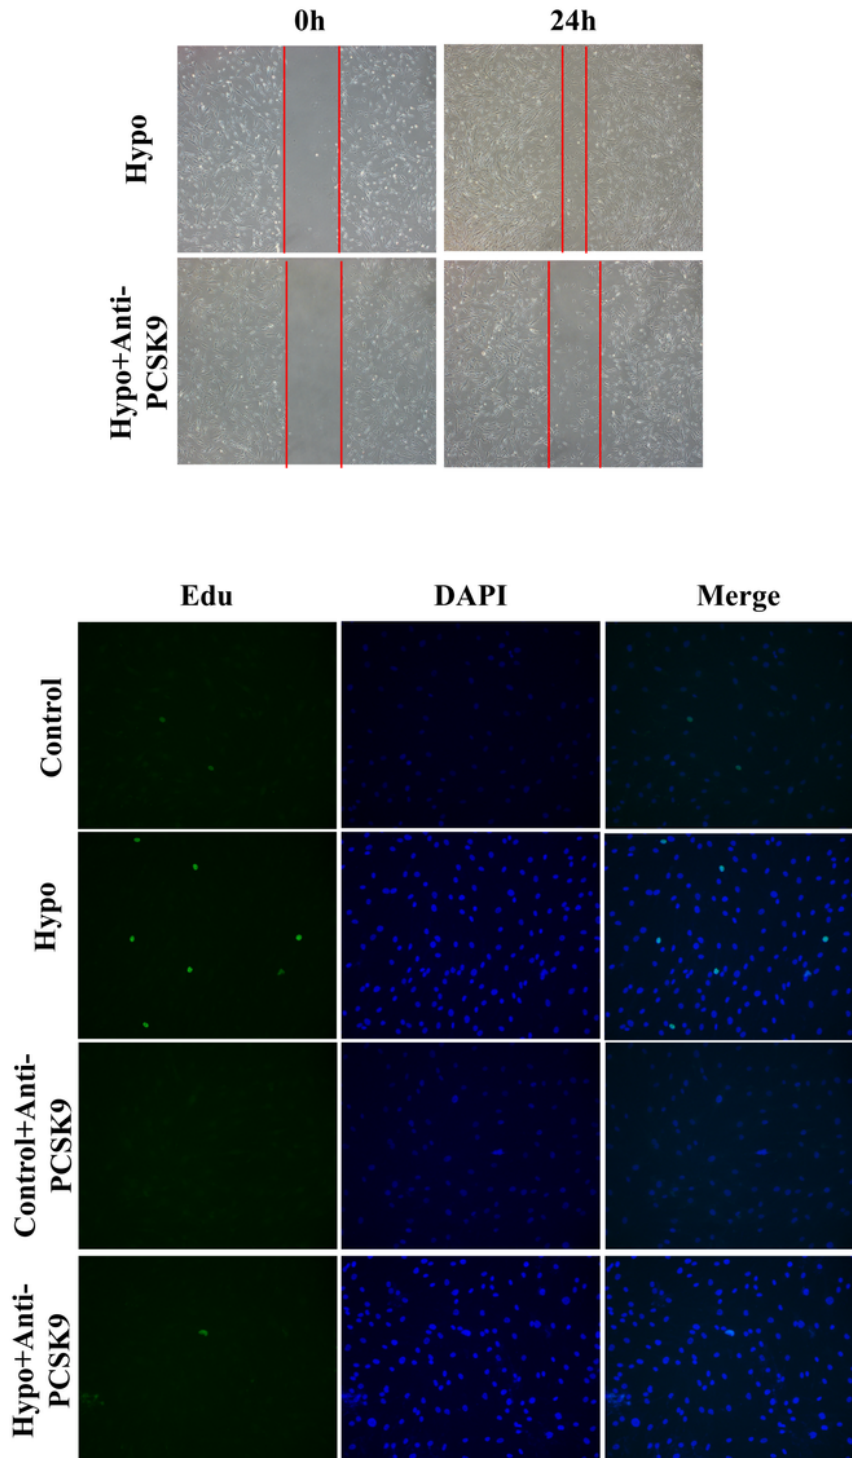 0h 24h
Hypo
Hypo+Anti-
PCSK9
Edu DAPI Merge
Control
Hypo
Control+Anti-
PCSK9
Hypo+Anti-
PCSK9